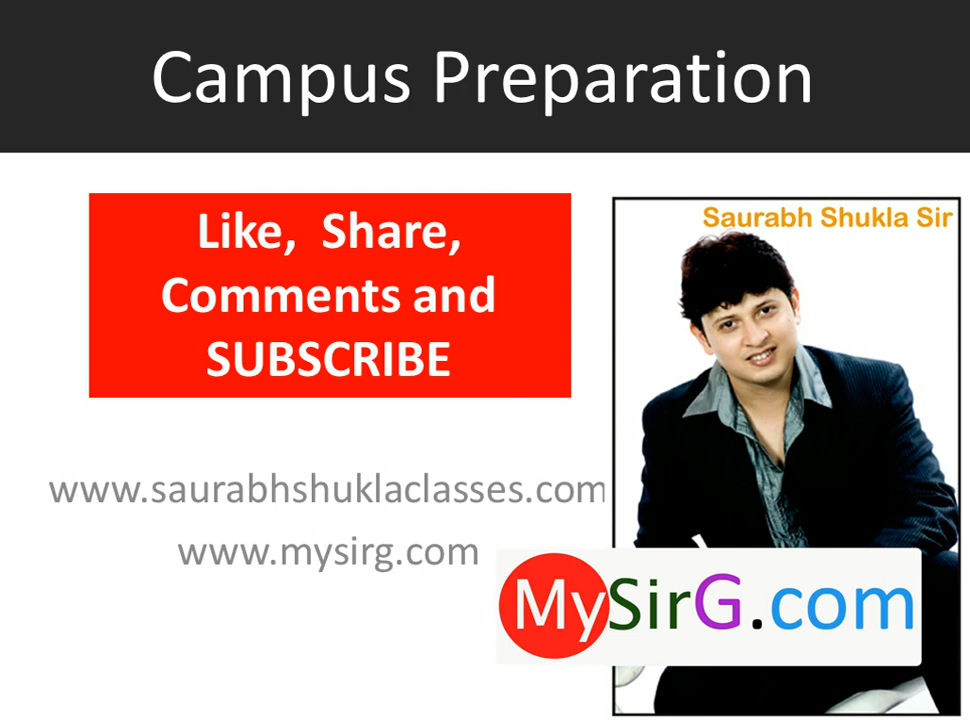 Campus Preparation
Like, Share,
Comments and
SUBSCRIBE
Saurabh Shukla Sir
www.saurabhshuklaclasses.com
www.mysirg.com
MySirG.com